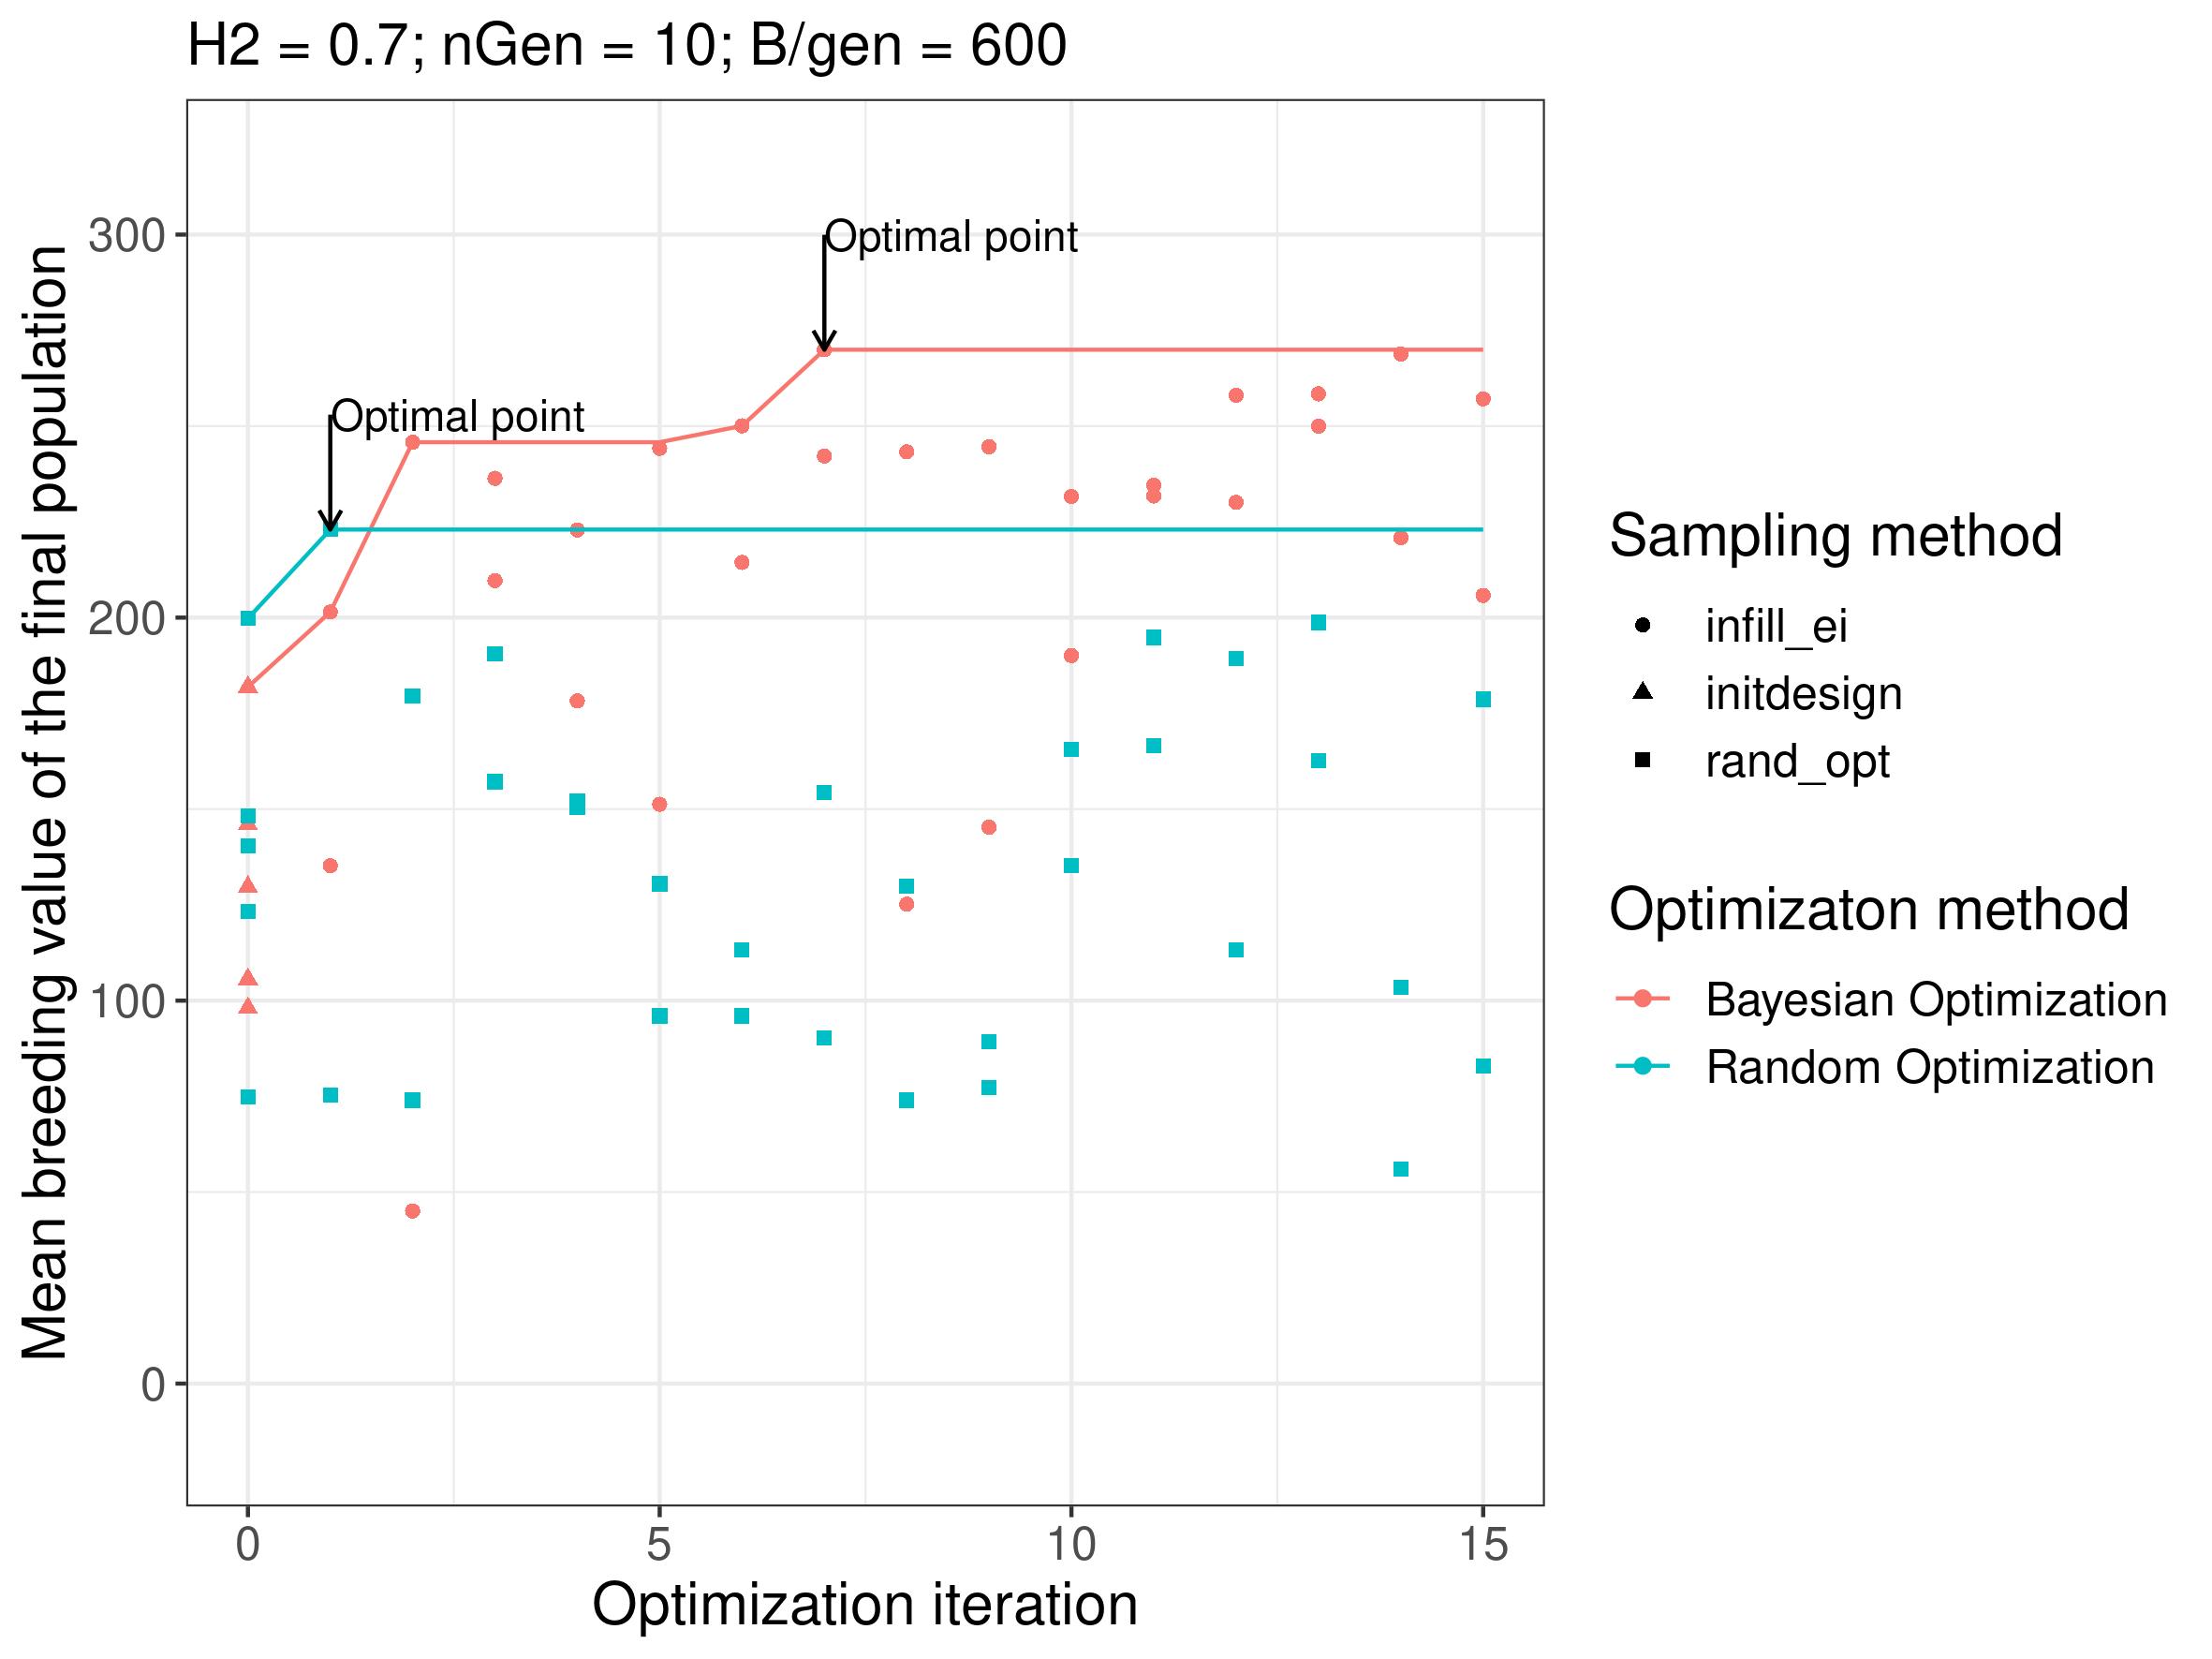 H2 = 0.7; nGen = 10; B/gen = 600
Mean breeding value of the final population
300
200
100
0
Optimal point
Optimal point
0
5
10
15
Optimization iteration
Sampling method
infill_ei
initdesign
rand_opt
Optimizaton method
Bayesian Optimization
Random Optimization